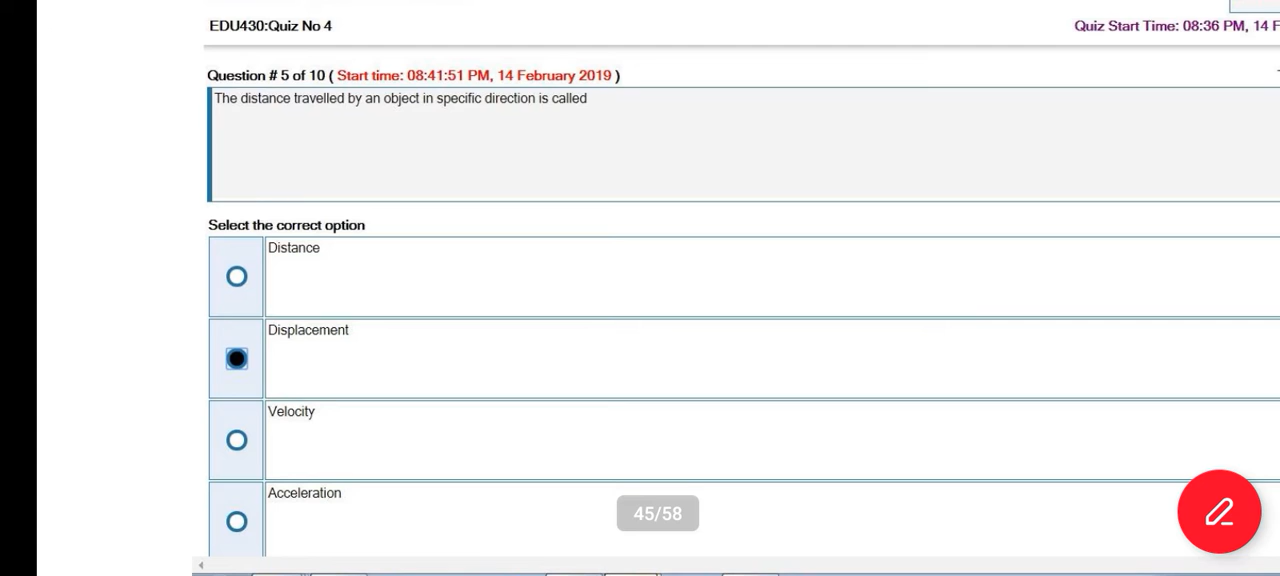 EDU430:Quiz No 4
Quiz Start Time: 08:36 PM, 14 F
Question # 5 of 10 ( Start time: 08:41:51 PM, 14 February 2019 )
The distance travelled by an object in specific direction is called
Select the correct option
Distance
Displacement
Velocity
Acceleration
45/58